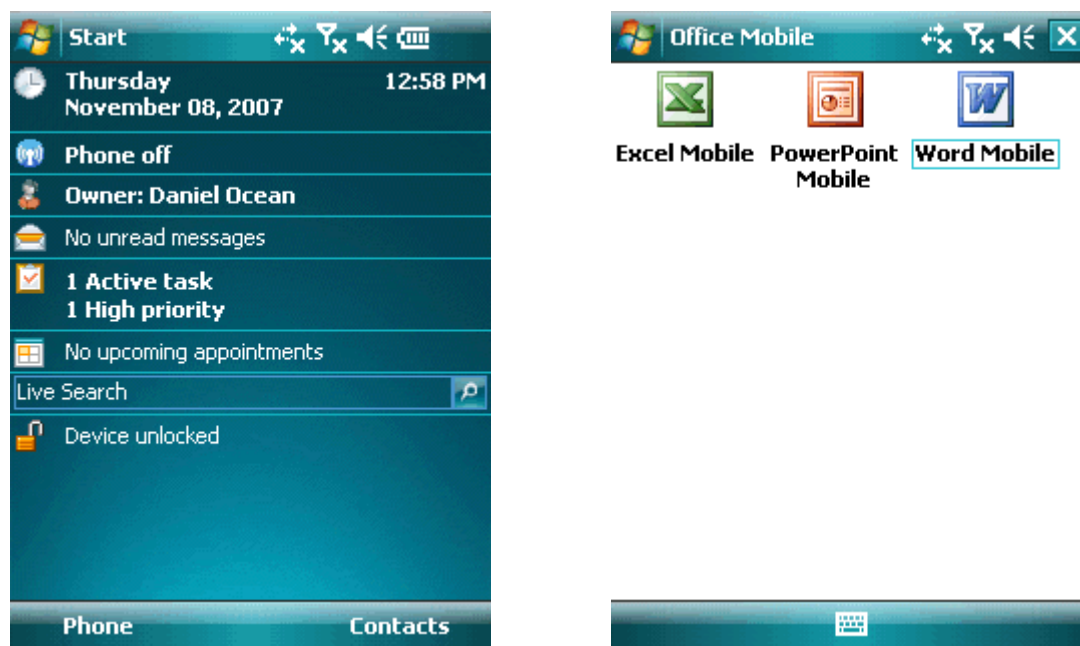 Start
Thursday 12:58 PM
November 08, 2007
Phone off
Owner: Daniel Ocean
No unread messages
1 Active task
1 High priority
No upcoming appointments
Live Search
Device unlocked
Phone Contacts
Office Mobile
Excel Mobile PowerPoint Mobile Word Mobile